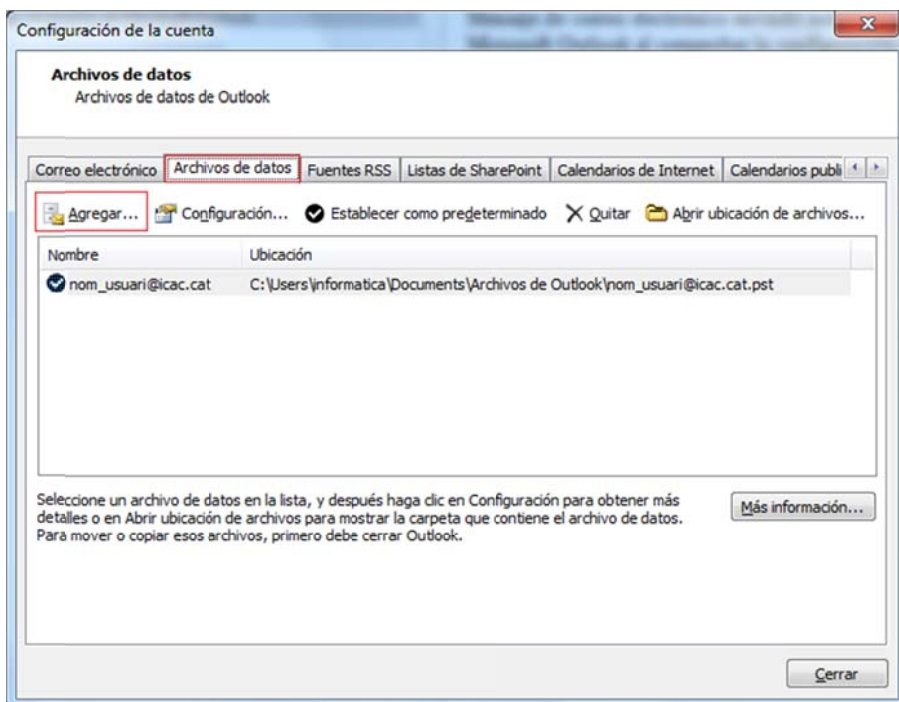 Configuración de la cuenta
Archivos de datos
Archivos de datos de Outlook
Correo electrónico Archivos de datos Fuentes RSS Listas de SharePoint Calendarios de Internet Calendarios publi
Agregar... Configuración... Establecer como predeterminado Quitar Abrir ubicación de archivos...
Nombre Ubicación
nom_usuari@icac.cat C:\Users\informatica\Documents\Archivos de Outlook\nom_usuari@icac.cat.pst
Seleccione un archivo de datos en la lista, y después haga clic en Configuración para obtener más
detalles o en Abrir ubicación de archivos para mostrar la carpeta que contiene el archivo de datos.
Para mover o copiar esos archivos, primero debe cerrar Outlook.
Más información...
Cerrar